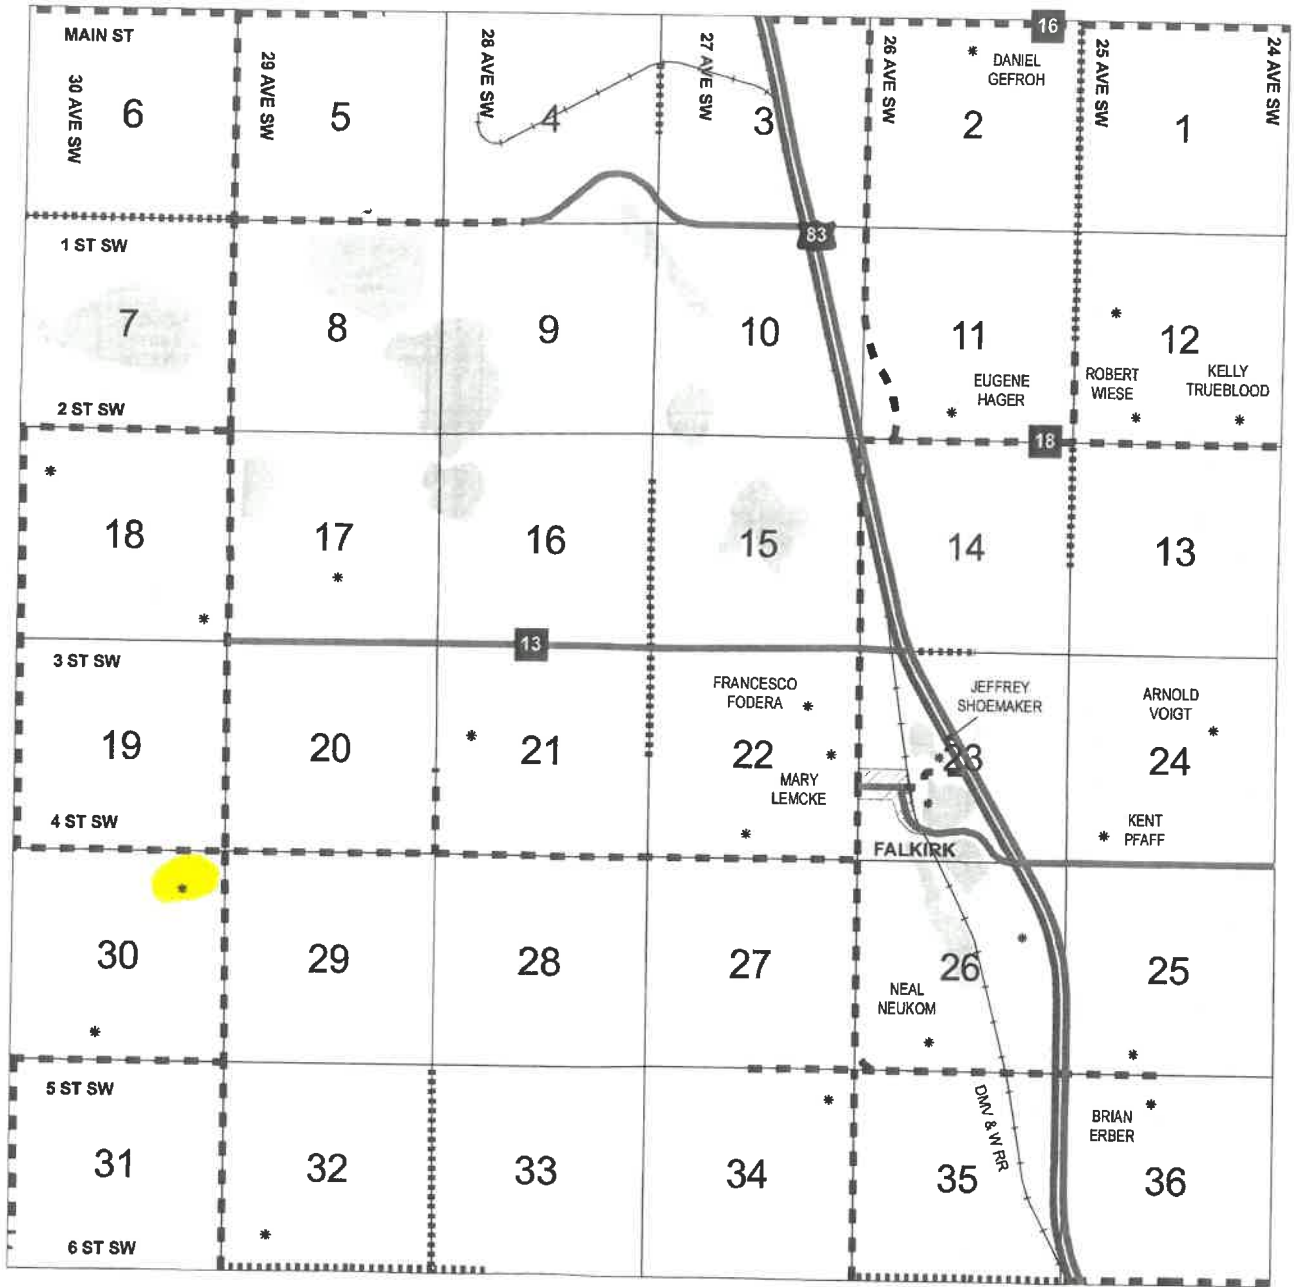 MAIN ST
30 AVE SW
6
29 AVE SW
5
28 AVE SW
4
27 AVE SW
3
26 AVE SW
16
DANIEL
GEFROH
2
25 AVE SW
1
24 AVE SW
1 ST SW
83
7
8
9
10
11
12
EUGENE
HAGER
ROBERT
WIESE
KELLY
TRUEBLOOD
2 ST SW
18
18
17
16
15
14
13
3 ST SW
13
FRANCESCO
FODERA
JEFFREY
SHOEMAKER
ARNOLD
VOIGT
19
20
21
22
23
24
MARY
LEMCKE
4 ST SW
FALKIRK
KENT
PFAFF
30
29
28
27
26
25
NEAL
NEUKOM
5 ST SW
DMV & W RR
BRIAN
ERBER
31
32
33
34
35
36
6 ST SW